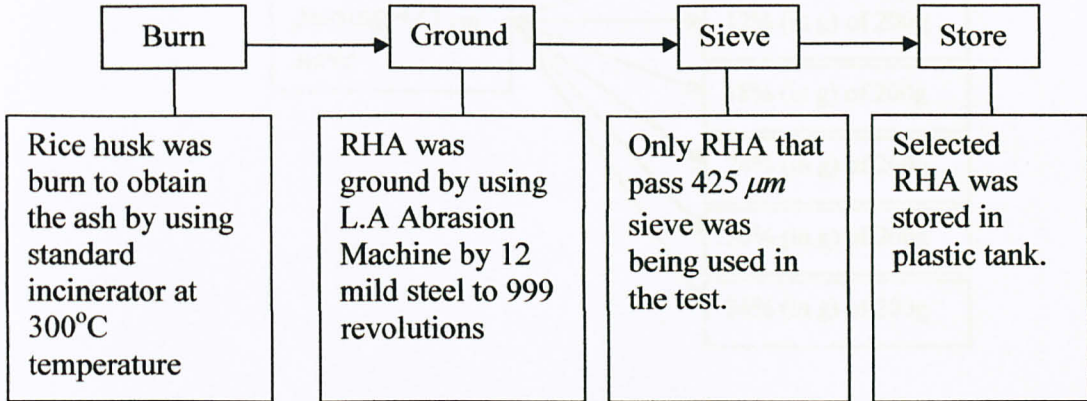 Burn
Ground
Sieve
Store
Rice husk was
burn to obtain
the ash by using
standard
incinerator at
300°C
temperature
RHA was
ground by using
L.A Abrasion
Machine by 12
mild steel to 999
revolutions
Only RHA that
pass 425 µm
sieve was
being used in
the test.
Selected
RHA was
stored in
plastic tank.